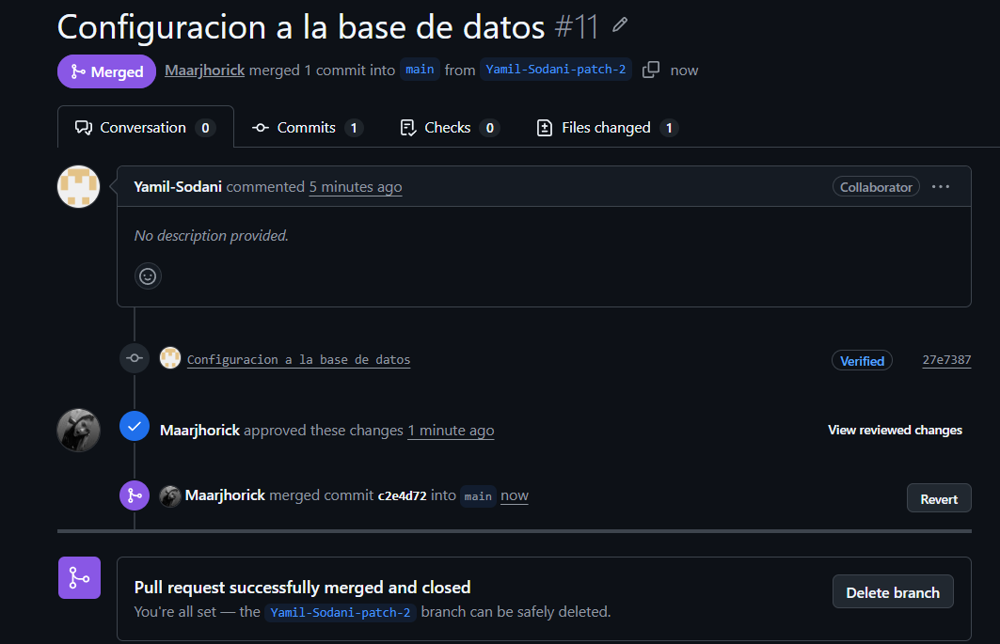 Configuracion a la base de datos #11
Merged Maarjhorick merged 1 commit into main from Yamil-Sodani-patch-2 now
Conversation 0 Commits 1 Checks 0 Files changed 1
Yamil-Sodani commented 5 minutes ago Collaborator ...
No description provided.
Configuracion a la base de datos Verified 27e7387
Maarjhorick approved these changes 1 minute ago View reviewed changes
Maarjhorick merged commit c2e4d72 into main now Revert
Pull request successfully merged and closed
You're all set — the Yamil-Sodani-patch-2 branch can be safely deleted.
Delete branch